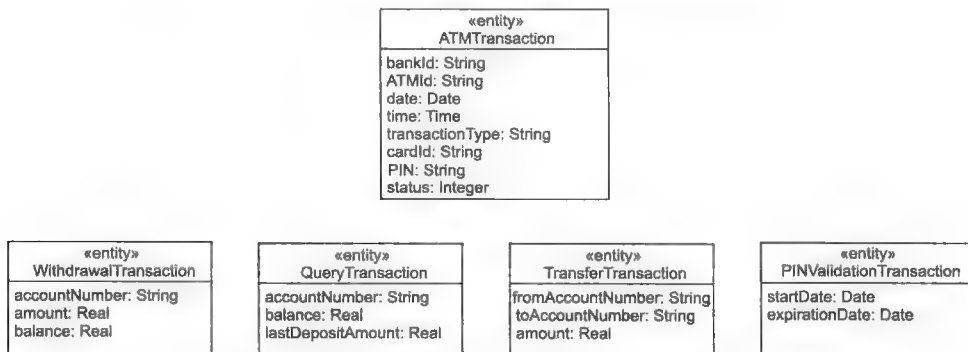 «entity»
ATMTransaction
bankId: String
ATMId: String
date: Date
time: Time
transactionType: String
cardId: String
PIN: String
status: Integer
«entity»
WithdrawalTransaction
accountNumber: String
amount: Real
balance: Real
«entity»
QueryTransaction
accountNumber: String
balance: Real
lastDepositAmount: Real
«entity»
TransferTransaction
fromAccountNumber: String
toAccountNumber: String
amount: Real
«entity»
PINValidationTransaction
startDate: Date
expirationDate: Date